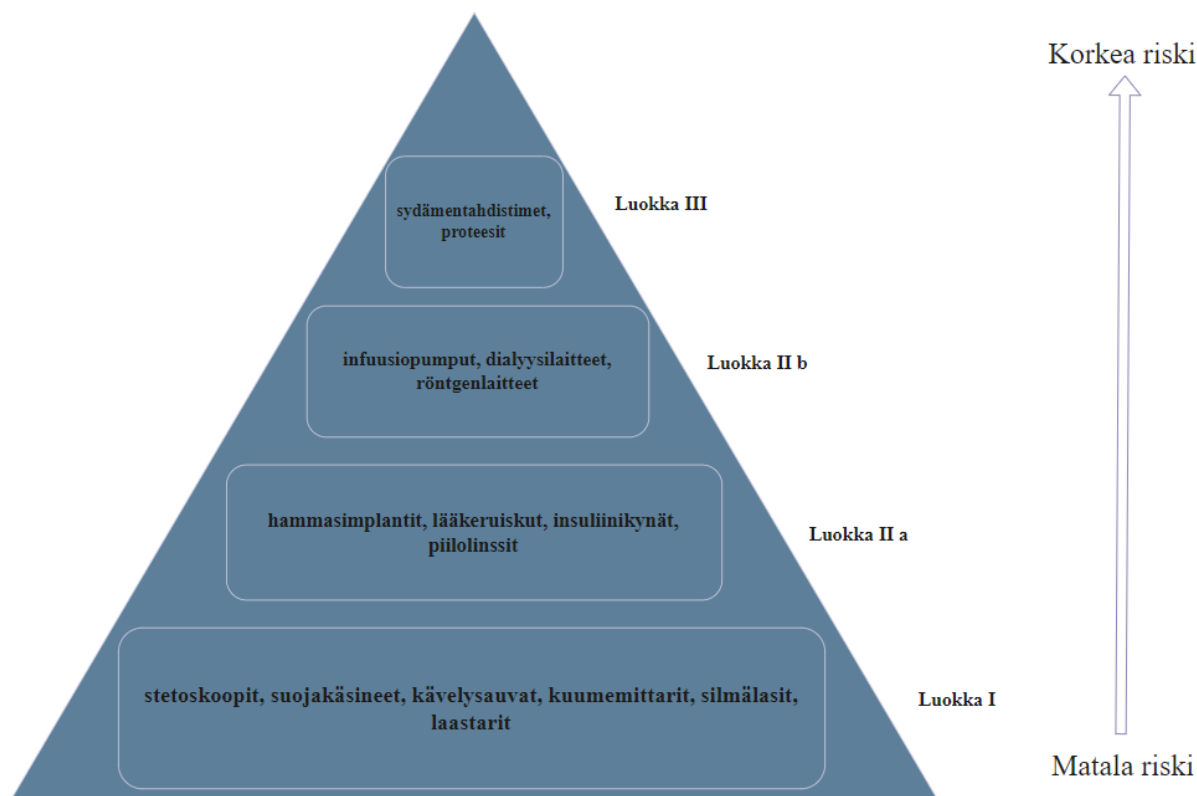 Korkea riski
sydämentahdistimet,
proteesit
Luokka III
infuusiopumput, dialyysilaitteet,
röntgenlaitteet
Luokka II b
hammasimplantit, lääkeruiskut, insuliinikynät,
piilolinssit
Luokka II a
stetoskoopit, suojakäsineet, kävelysauvat, kuumemittarit, silmälasit,
laastarit
Luokka I
Matala riski